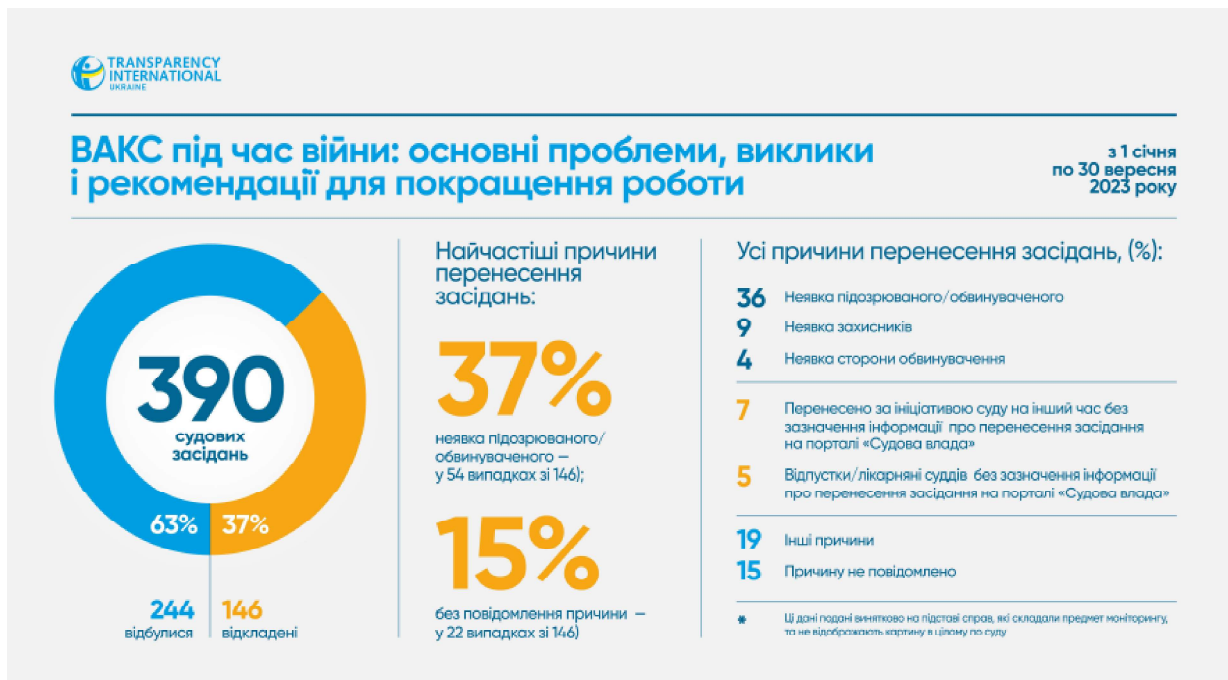 TRANSPARENCY
INTERNATIONAL
UKRAINE
ВАКС під час війни: основні проблеми, виклики
і рекомендації для покращення роботи
з 1 січня
по 30 вересня
2023 року
390
судових
засідань
63%
37%
244
відбулися
146
відкладені
Найчастіші причини
перенесення
засідань:
37%
неявка підозрюваного/
обвинуваченого —
у 54 випадках зі 146);
15%
без повідомлення причини —
у 22 випадках зі 146)
Усі причини перенесення засідань, (%):
36 Неявка підозрюваного/обвинуваченого
9 Неявка захисників
4 Неявка сторони обвинувачення
7 Перенесено за ініціативою суду на інший час без
зазначення інформації про перенесення засідання
на порталі «Судова влада»
5 Відпустки/лікарняні суддів без зазначення інформації
про перенесення засідання на порталі «Судова влада»
19 Інші причини
15 Причину не повідомлено
* Ці дані подані винятково на підставі справ, які складали предмет моніторингу,
та не відображають картину в цілому по суду